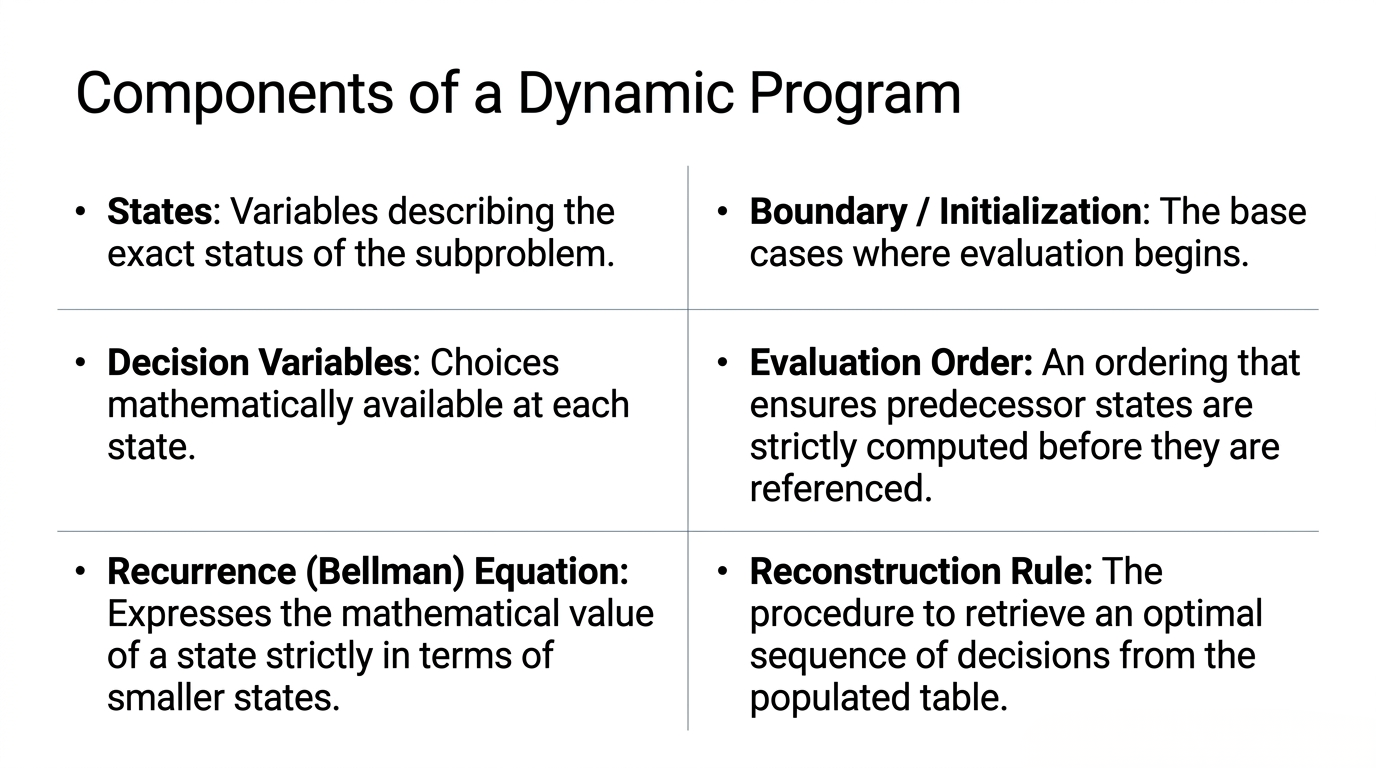 Components of a Dynamic Program
• States: Variables describing the
exact status of the subproblem.
• Decision Variables: Choices
mathematically available at each
state.
• Recurrence (Bellman) Equation:
Expresses the mathematical value
of a state strictly in terms of
smaller states.
• Boundary / Initialization: The base
cases where evaluation begins.
• Evaluation Order: An ordering that
ensures predecessor states are
strictly computed before they are
referenced.
• Reconstruction Rule: The
procedure to retrieve an optimal
sequence of decisions from the
populated table.